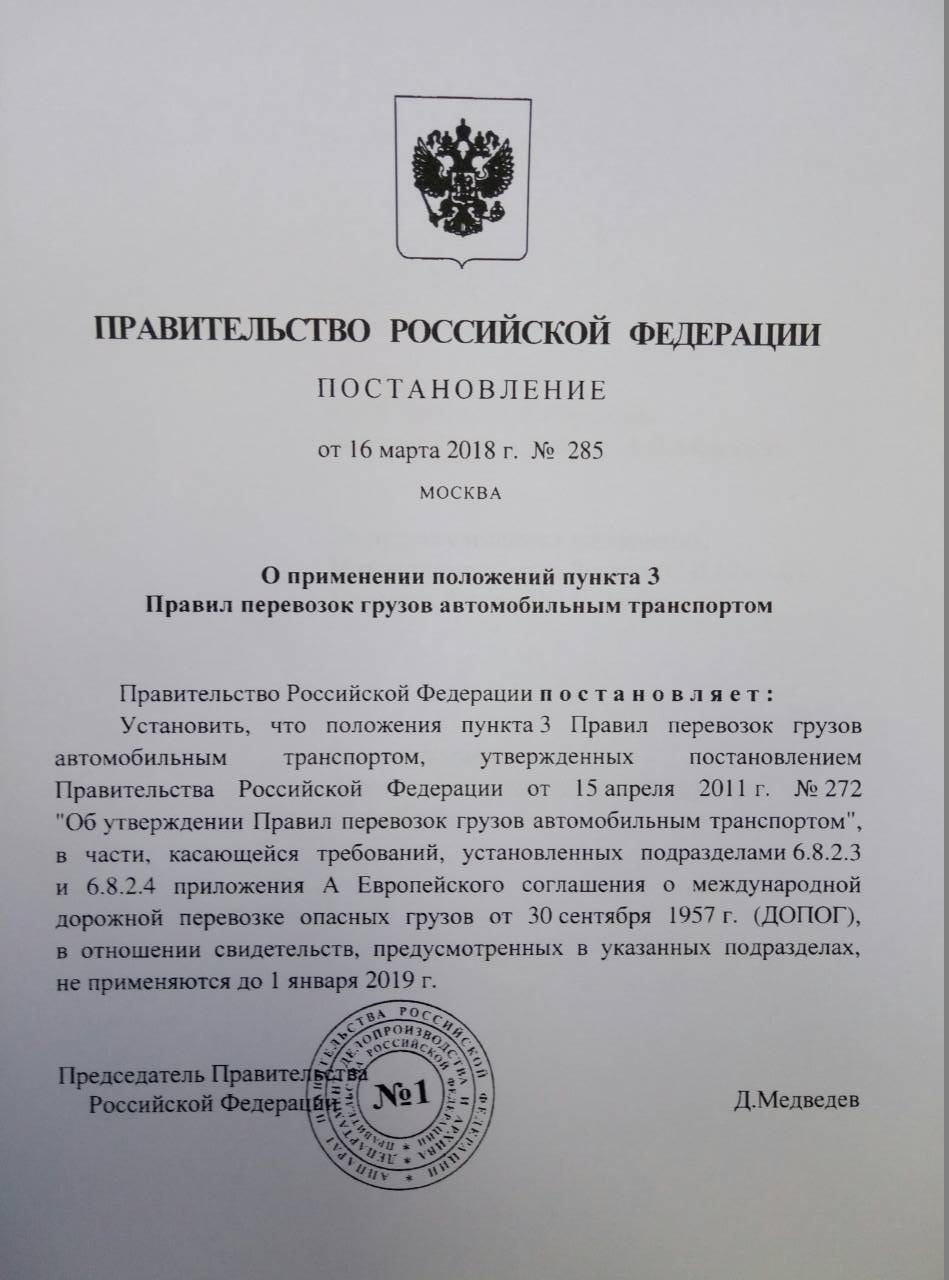 ПРАВИТЕЛЬСТВО РОССИЙСКОЙ ФЕДЕРАЦИИ
ПОСТАНОВЛЕНИЕ
от 16 марта 2018 г. № 285
МОСКВА
О применении положений пункта 3
Правил перевозок грузов автомобильным транспортом
Правительство Российской Федерации п о с т а н о в л я е т :
Установить, что положения пункта 3 Правил перевозок грузов
автомобильным транспортом, утвержденных постановлением
Правительства Российской Федерации от 15 апреля 2011 г. № 272
"Об утверждении Правил перевозок грузов автомобильным транспортом",
в части, касающейся требований, установленных подразделами 6.8.2.3
и 6.8.2.4 приложения А Европейского соглашения о международной
дорожной перевозке опасных грузов от 30 сентября 1957 г. (ДОПОГ),
в отношении свидетельств, предусмотренных в указанных подразделах,
не применяются до 1 января 2019 г.
Председатель Правительства
Российской Федерации
Д.Медведев
АППАРАТ ПРАВИТЕЛЬСТВА РОССИЙСКОЙ ФЕДЕРАЦИИ *
ДЕПАРТАМЕНТ ДЕЛОПРОИЗВОДСТВА И АРХИВА *
ПРАВИТЕЛЬСТВА РОССИЙСКОЙ ФЕДЕРАЦИИ *
№1